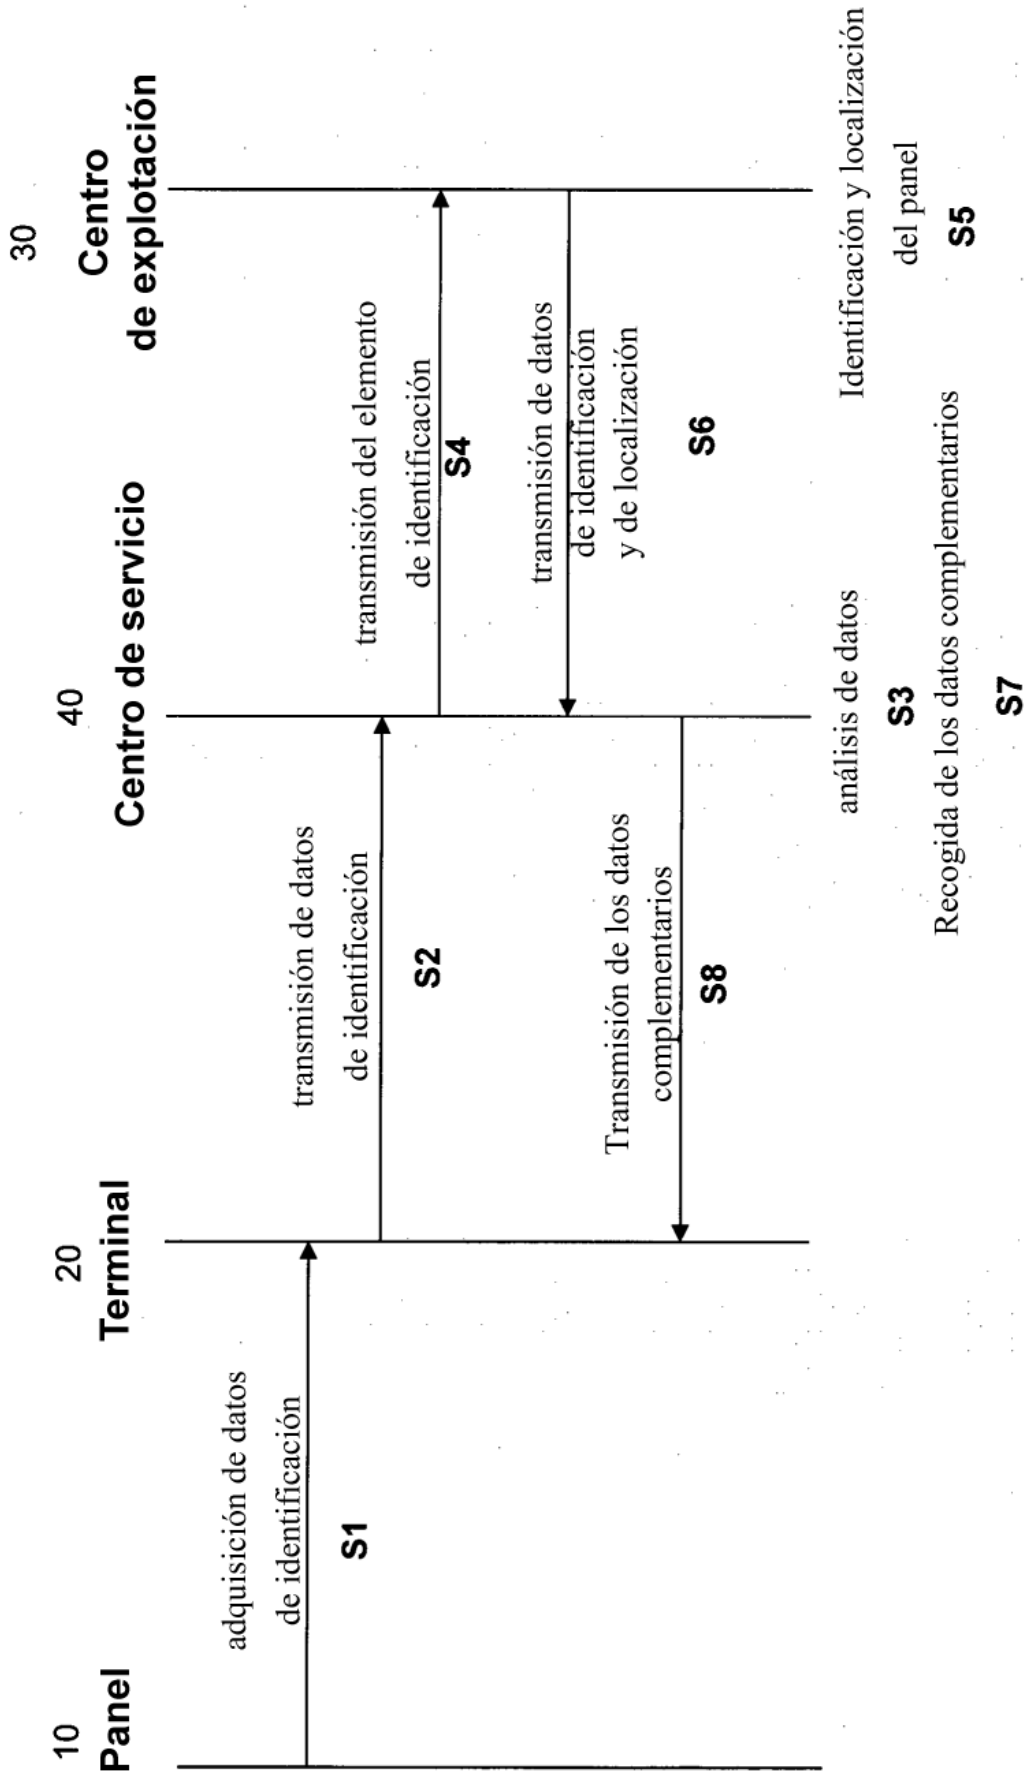 10
Panel
20
Terminal
40
Centro de servicio
30
Centro
de explotación
adquisición de datos
de identificación
S1
transmisión de datos
de identificación
S2
transmisión del elemento
de identificación
S4
transmisión de datos
de identificación
y de localización
S6
Transmisión de los datos
complementarios
S8
análisis de datos
S3
Recogida de los datos complementarios
S7
Identificación y localización
del panel
S5